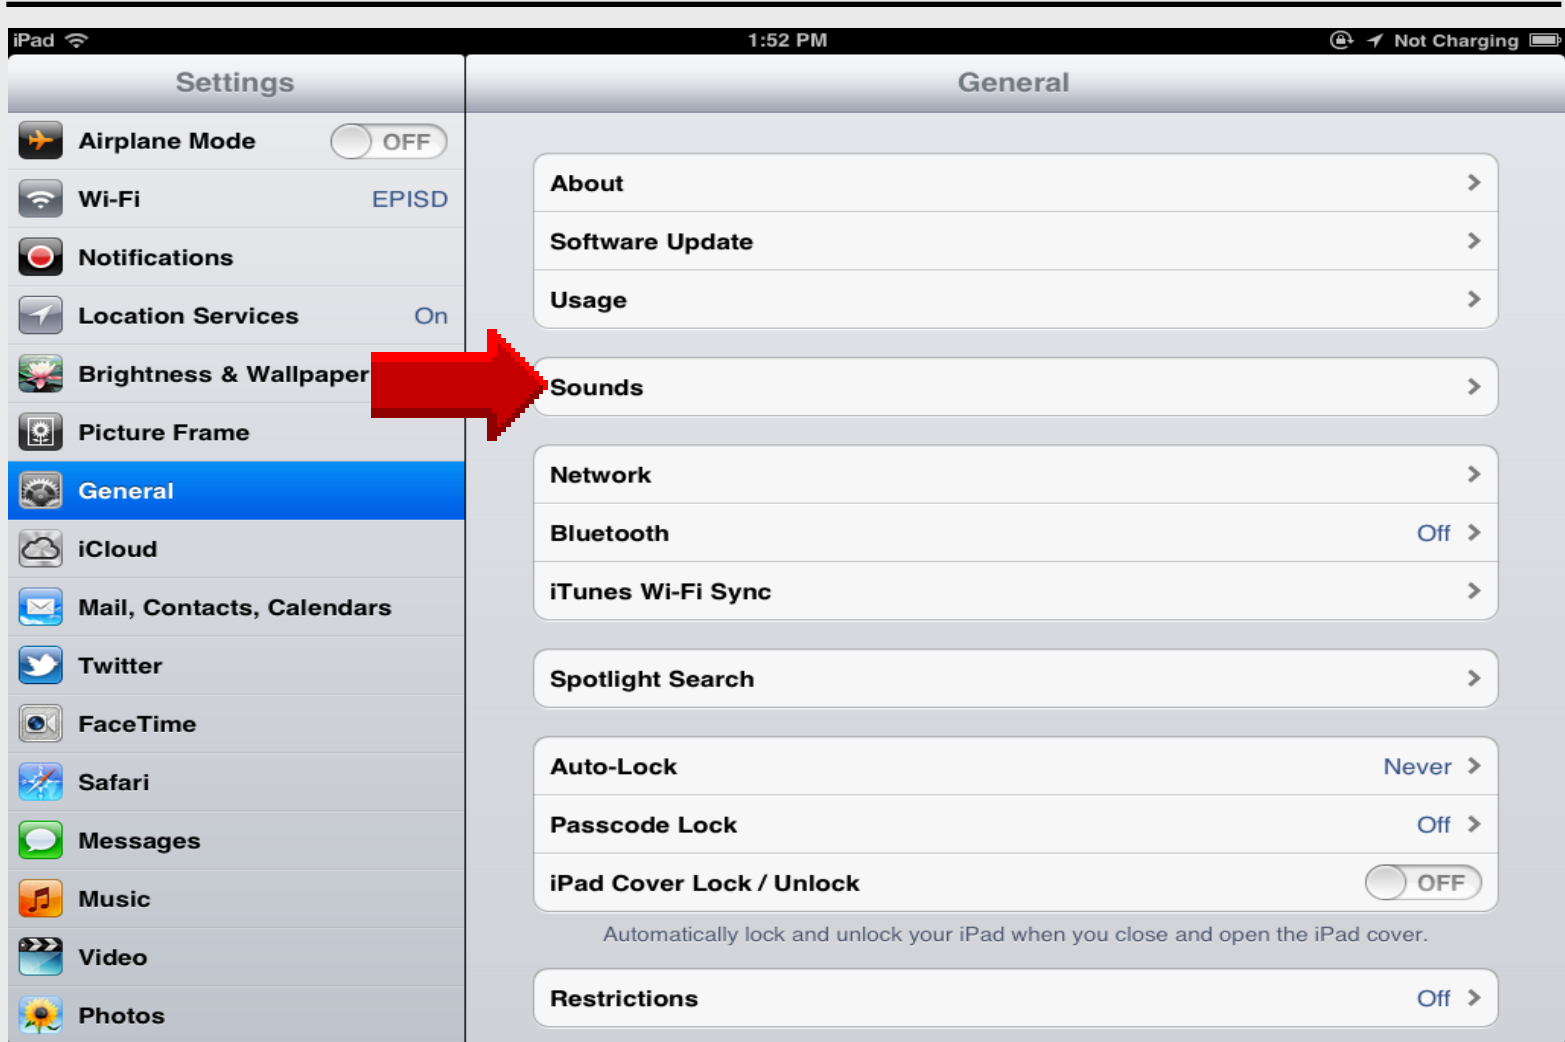 iPad 1:52 PM Not Charging
Settings
Airplane Mode OFF
Wi-Fi EPISD
Notifications
Location Services On
Brightness & Wallpaper
Picture Frame
General
iCloud
Mail, Contacts, Calendars
Twitter
FaceTime
Safari
Messages
Music
Video
Photos
General
About
Software Update
Usage
Sounds
Network
Bluetooth Off
iTunes Wi-Fi Sync
Spotlight Search
Auto-Lock Never
Passcode Lock Off
iPad Cover Lock / Unlock OFF
Automatically lock and unlock your iPad when you close and open the iPad cover.
Restrictions Off